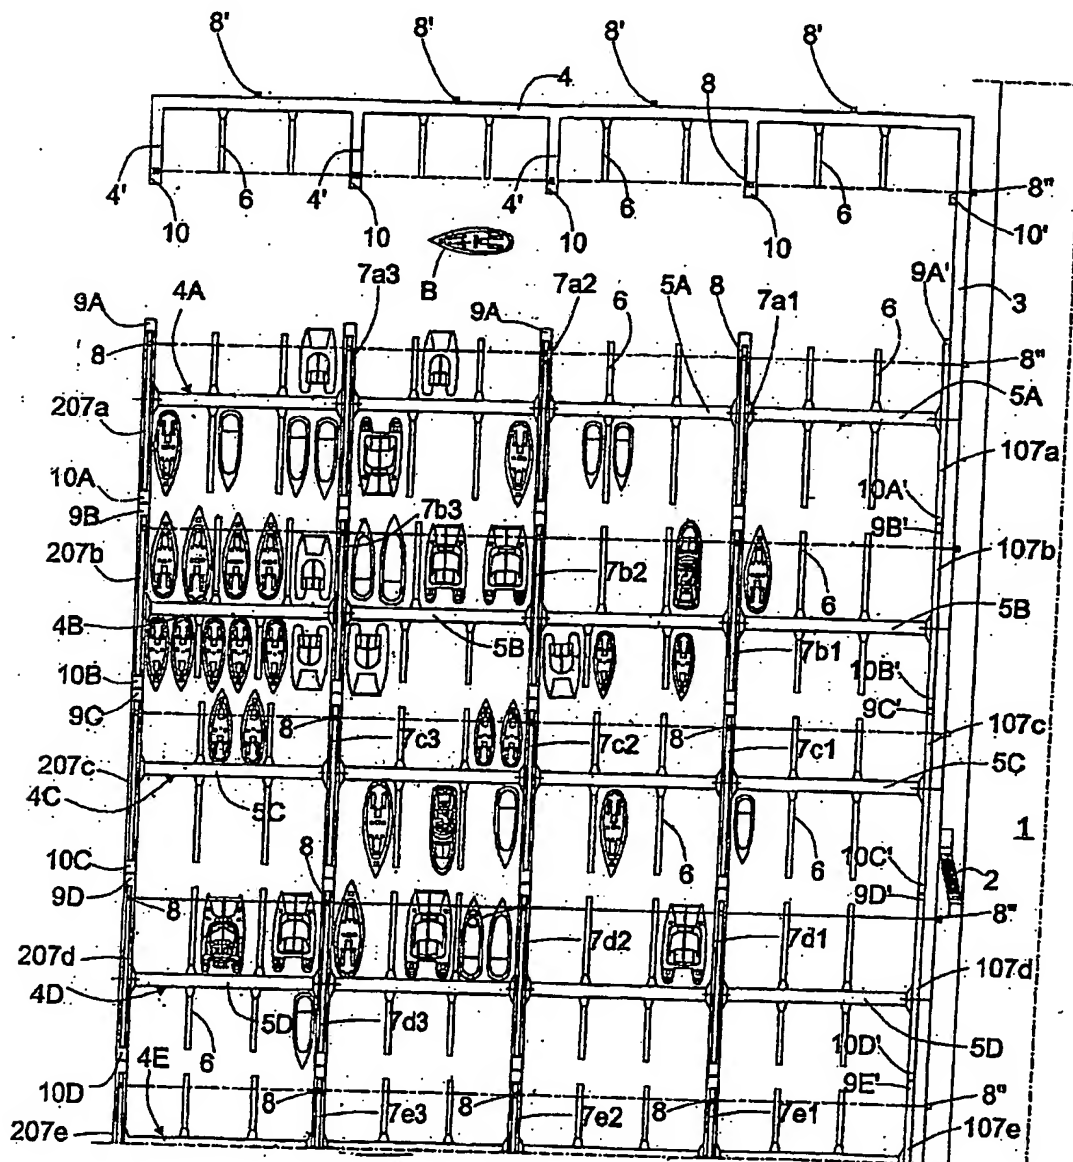 8' 8' 8' 8'
4 8
4' 6 4' 4' 6 6 8"
10 10 10 10 10'
B
9A 4A 7a3 9A 7a2 6 5A 8 7a1 9A' 6 3
8 8"
207a 5A
107a
10A 10A'
9B 7b3 9B'
207b 7b2 6 107b
4B 5B 5B
7b1
10B 10B'
9C 8 7c3 7c2 8 7c1 9C' 107c
207c 5C
4C 5C
1
10C 8 6 6 10C' 2
9D 8 9D' 8"
207d 7d2 7d1 107d
4D 5D 7d3 5D
6 10D'
10D 4E 9E'
8 7e3 8 7e2 8 7e1 8"
207e 107e